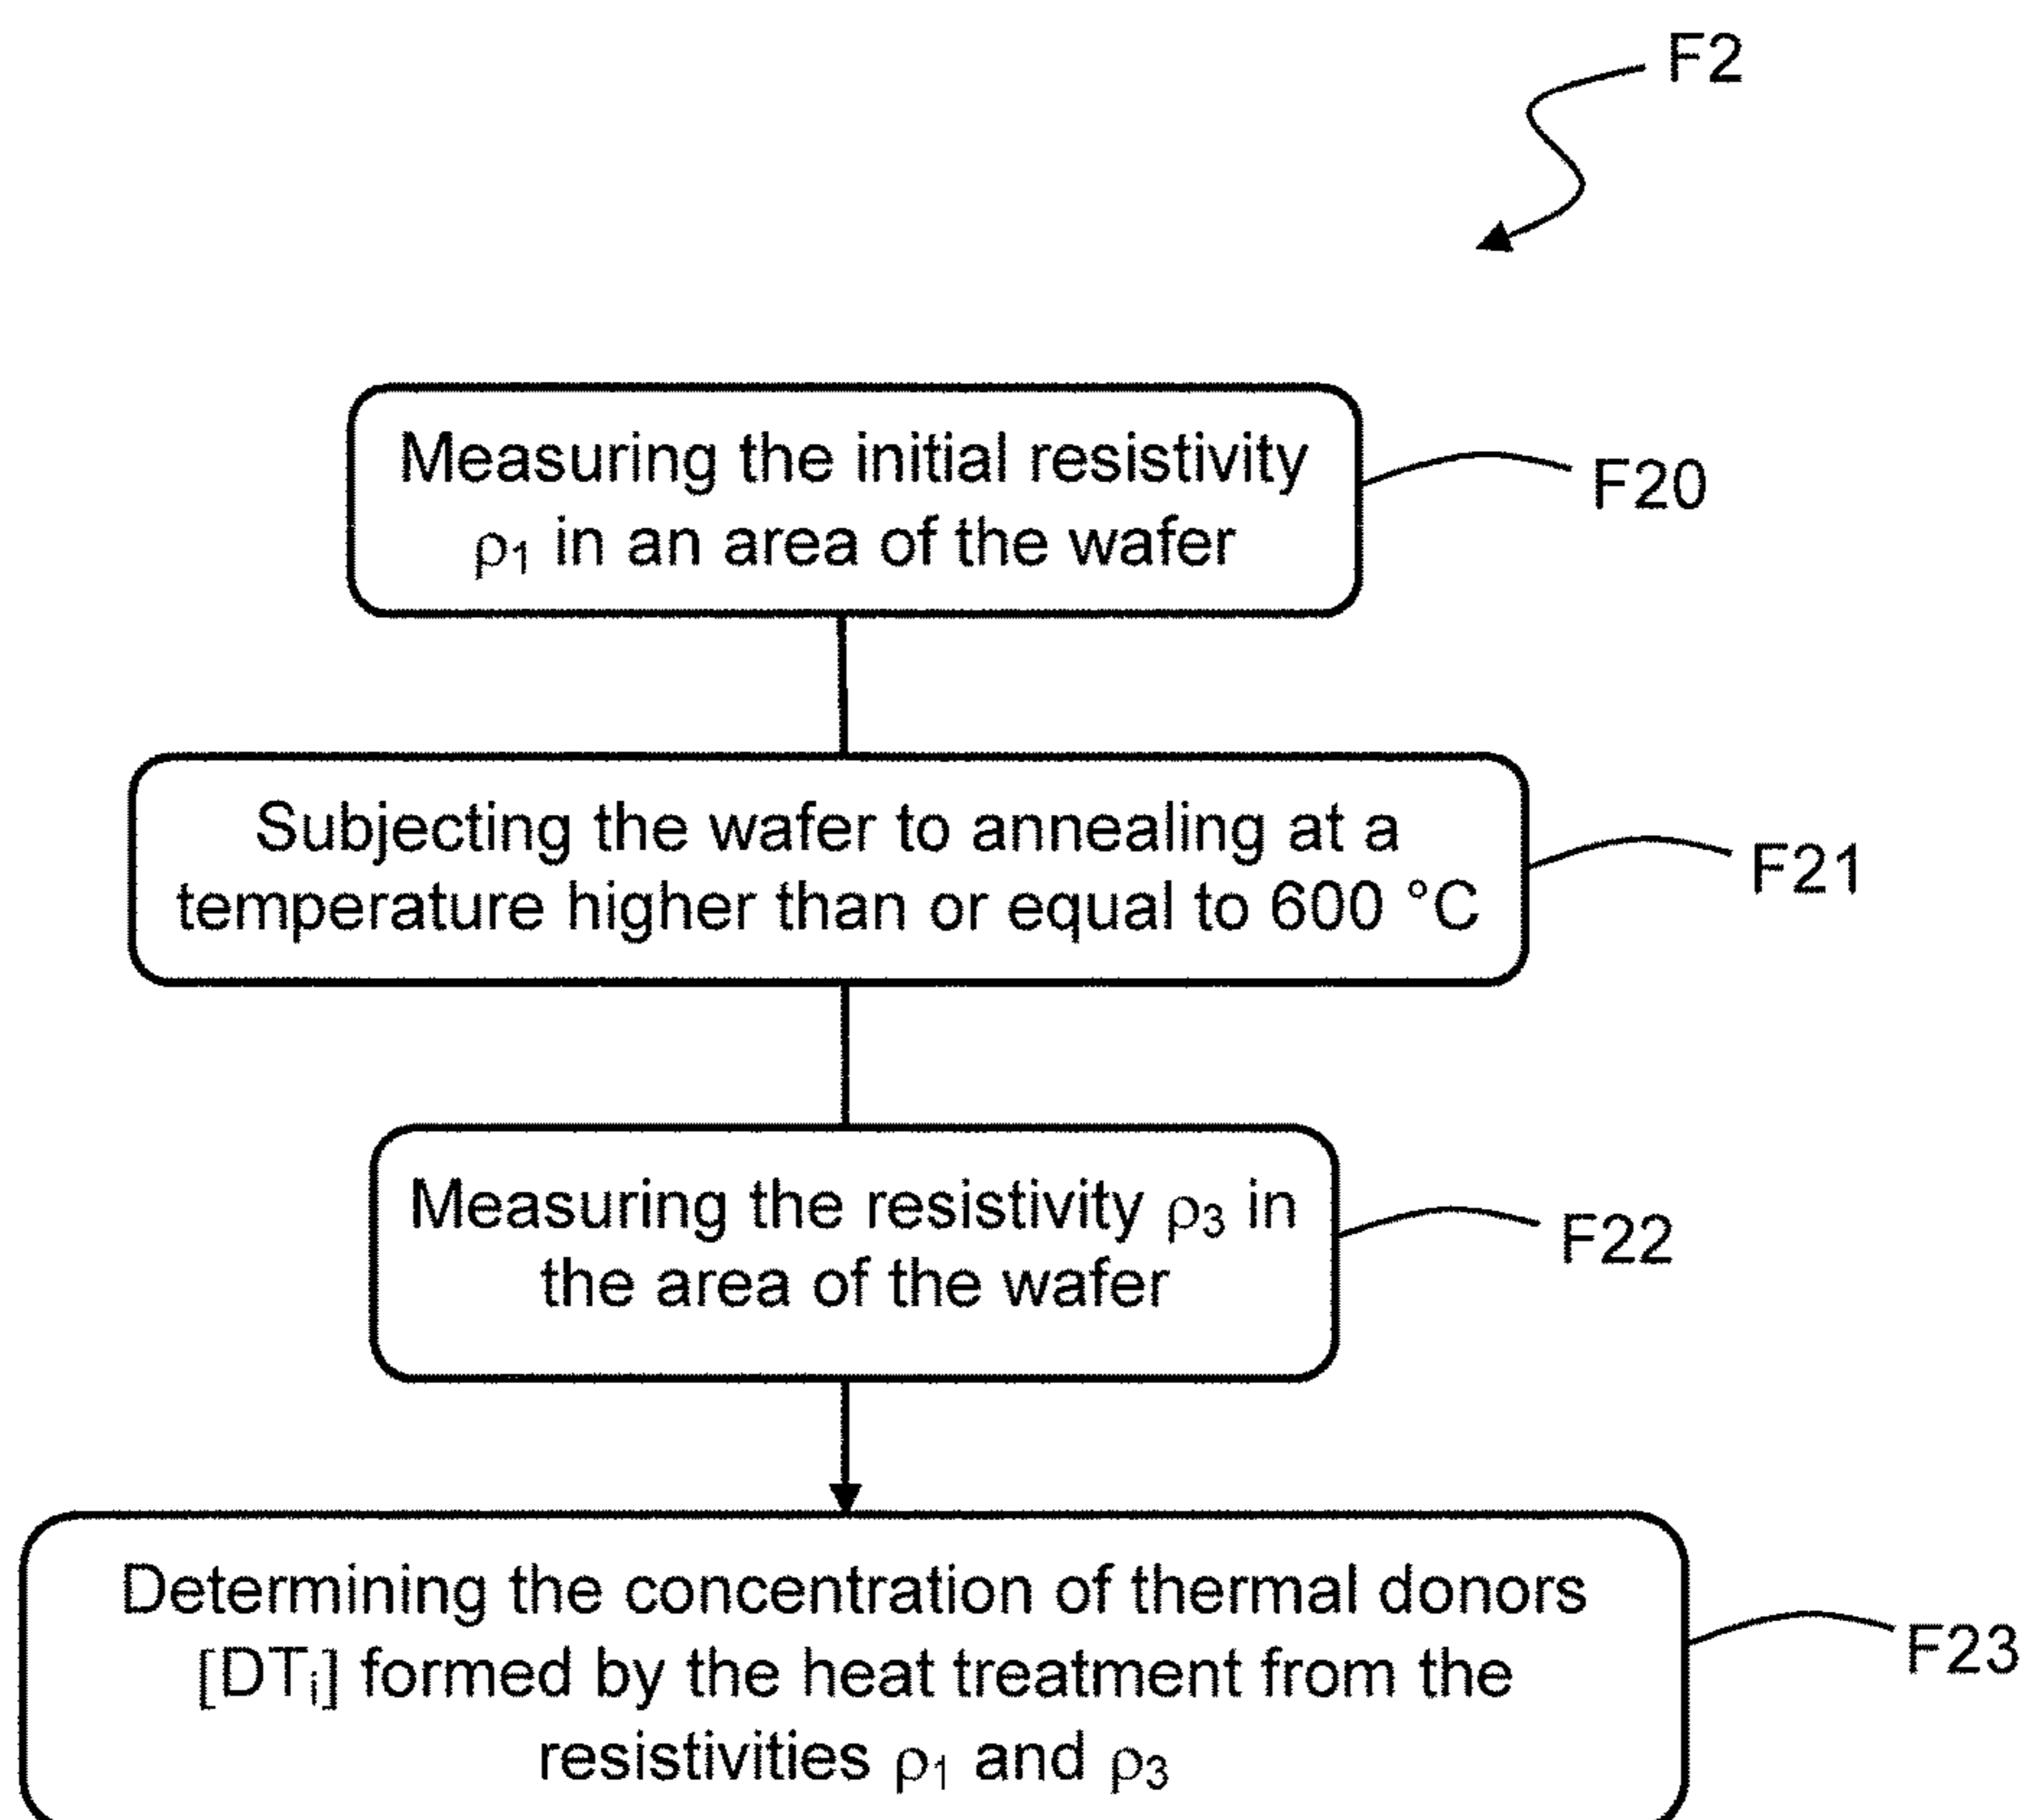 F2
Measuring the initial resistivity
ρ₁ in an area of the wafer
F20
Subjecting the wafer to annealing at a
temperature higher than or equal to 600 °C
F21
Measuring the resistivity ρ₃ in
the area of the wafer
F22
Determining the concentration of thermal donors
[DTᵢ] formed by the heat treatment from the
resistivities ρ₁ and ρ₃
F23